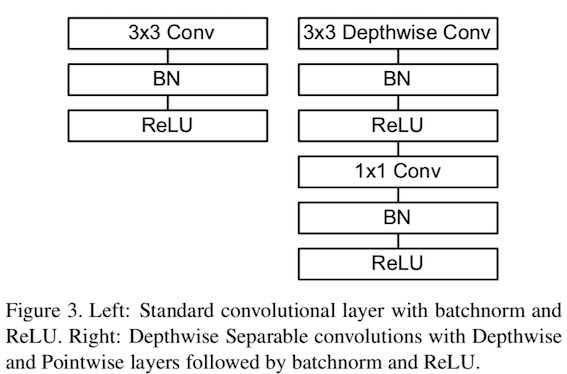 3x3 Conv
BN
ReLU
3x3 Depthwise Conv
BN
ReLU
1x1 Conv
BN
ReLU
Figure 3. Left: Standard convolutional layer with batchnorm and
ReLU. Right: Depthwise Separable convolutions with Depthwise
and Pointwise layers followed by batchnorm and ReLU.